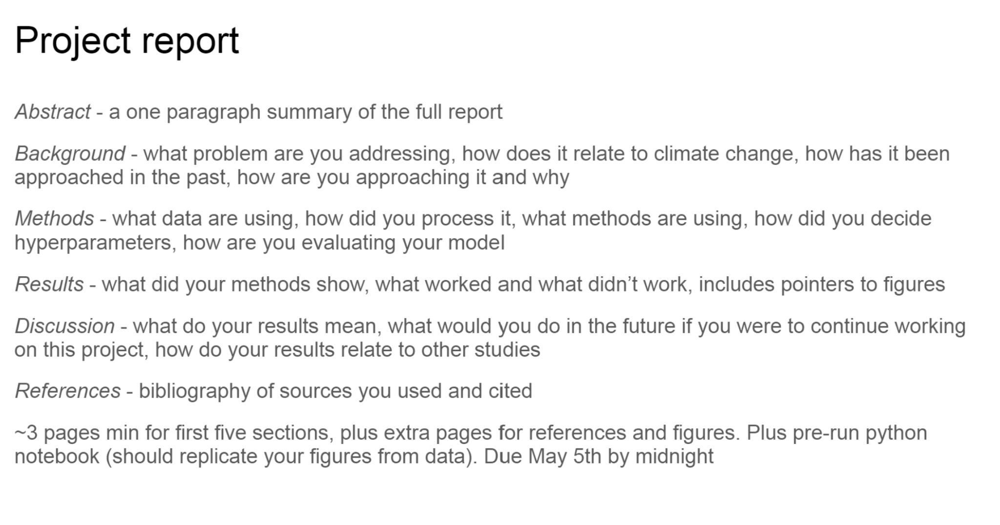 Project report
Abstract - a one paragraph summary of the full report
Background - what problem are you addressing, how does it relate to climate change, how has it been
approached in the past, how are you approaching it and why
Methods - what data are using, how did you process it, what methods are using, how did you decide
hyperparameters, how are you evaluating your model
Results - what did your methods show, what worked and what didn’t work, includes pointers to figures
Discussion - what do your results mean, what would you do in the future if you were to continue working
on this project, how do your results relate to other studies
References - bibliography of sources you used and cited
~3 pages min for first five sections, plus extra pages for references and figures. Plus pre-run python
notebook (should replicate your figures from data). Due May 5th by midnight